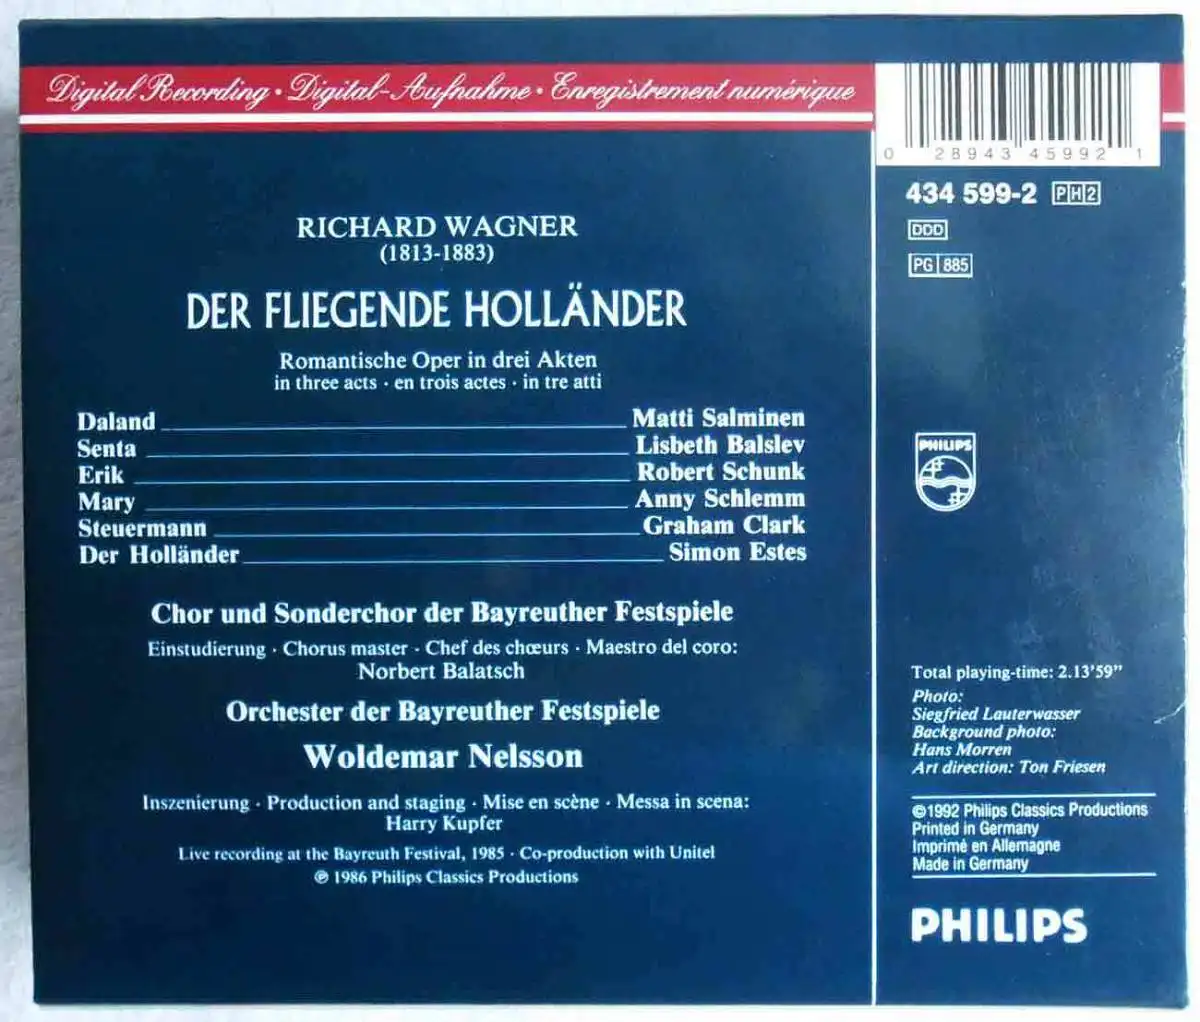 Digital Recording · Digital-Aufnahme · Enregistrement numérique
0 28943 45992 1
434 599-2 PH2
DDD
PG 885
RICHARD WAGNER
(1813-1883)
DER FLIEGENDE HOLLÄNDER
Romantische Oper in drei Akten
in three acts · en trois actes · in tre atti
Daland Matti Salminen
Senta Lisbeth Balslev
Erik Robert Schunk
Mary Anny Schlemm
Steuermann Graham Clark
Der Holländer Simon Estes
Chor und Sonderchor der Bayreuther Festspiele
Einstudierung · Chorus master · Chef des chœurs · Maestro del coro:
Norbert Balatsch
Orchester der Bayreuther Festspiele
Woldemar Nelsson
Inszenierung · Production and staging · Mise en scène · Messa in scena:
Harry Kupfer
Live recording at the Bayreuth Festival, 1985 · Co-production with Unitel
℗ 1986 Philips Classics Productions
PHILIPS
Total playing-time: 2.13'59"
Photo:
Siegfried Lauterwasser
Background photo:
Hans Morren
Art direction: Ton Friesen
©1992 Philips Classics Productions
Printed in Germany
Imprimé en Allemagne
Made in Germany
PHILIPS